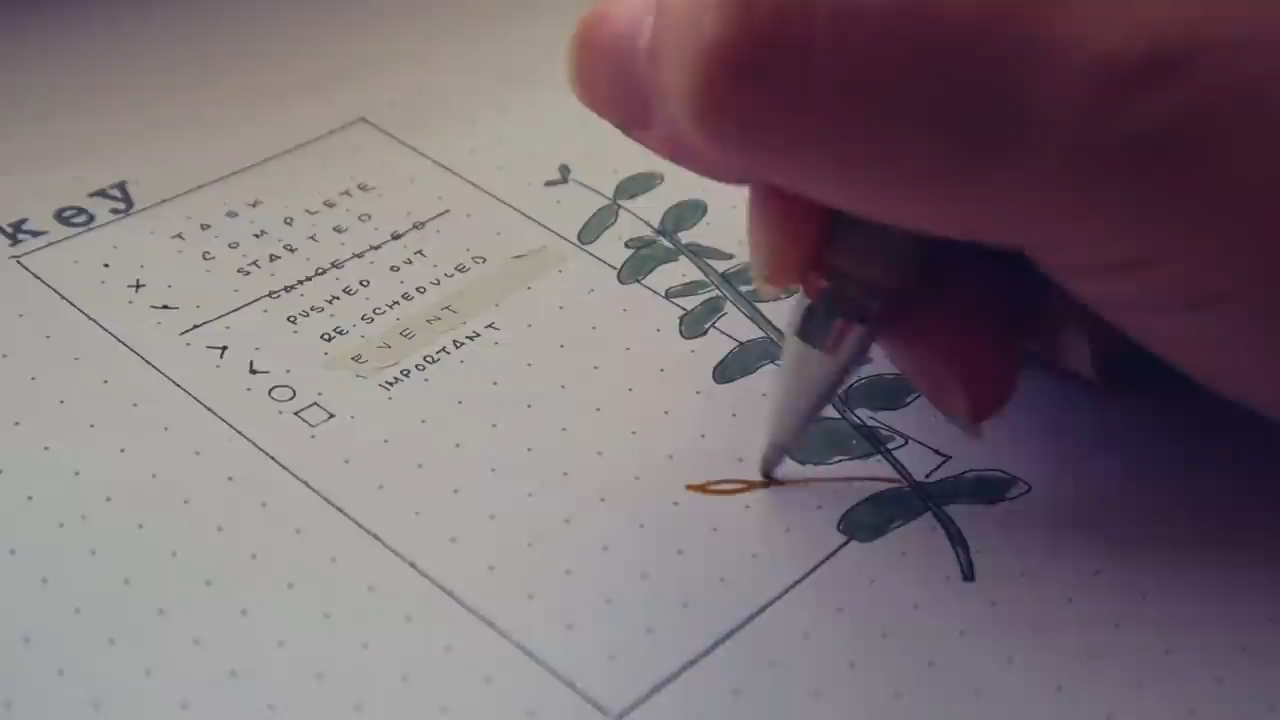 key
TASK
COMPLETE
STARTED
CANCELLED
PUSHED OUT
RE-SCHEDULED
EVENT
IMPORTANT